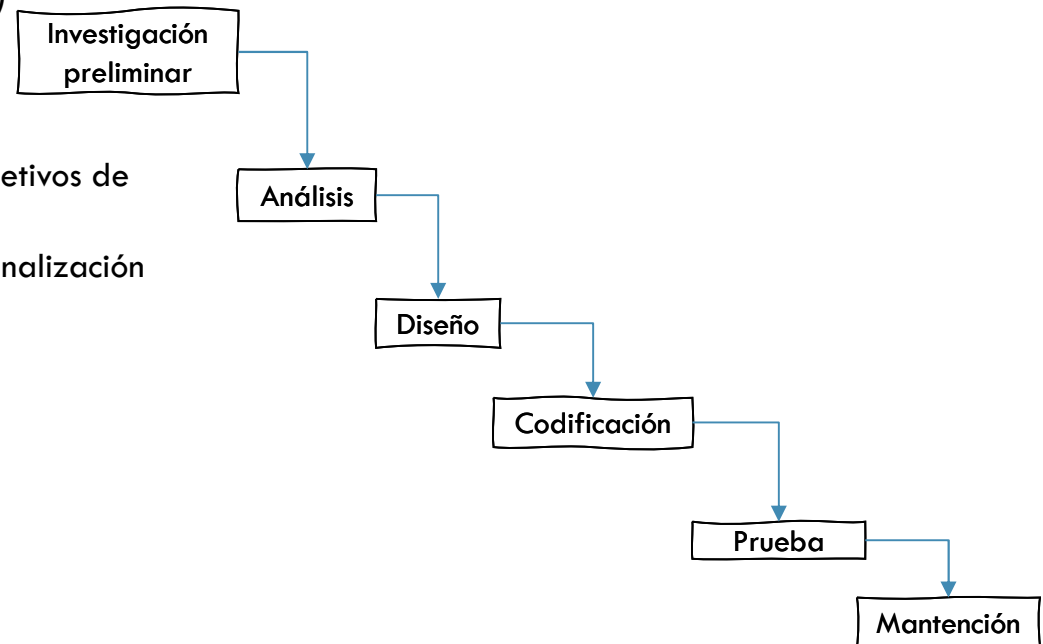 Investigación
preliminar
etivos de
Análisis
nalización
Diseño
Codificación
Prueba
Mantención